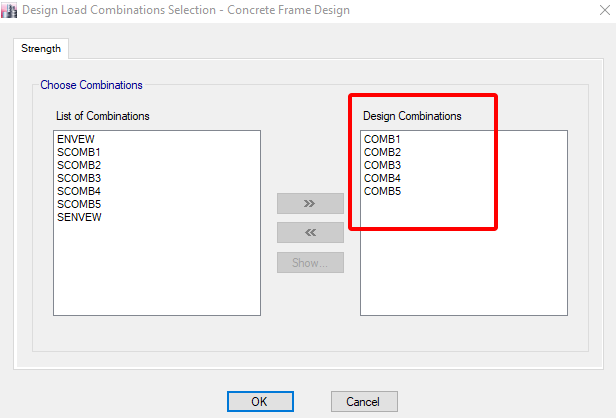 Design Load Combinations Selection - Concrete Frame Design
Strength
Choose Combinations
List of Combinations
ENVEW
SCOMB1
SCOMB2
SCOMB3
SCOMB4
SCOMB5
SENVEW
>>
<<
Show...
Design Combinations
COMB1
COMB2
COMB3
COMB4
COMB5
OK
Cancel